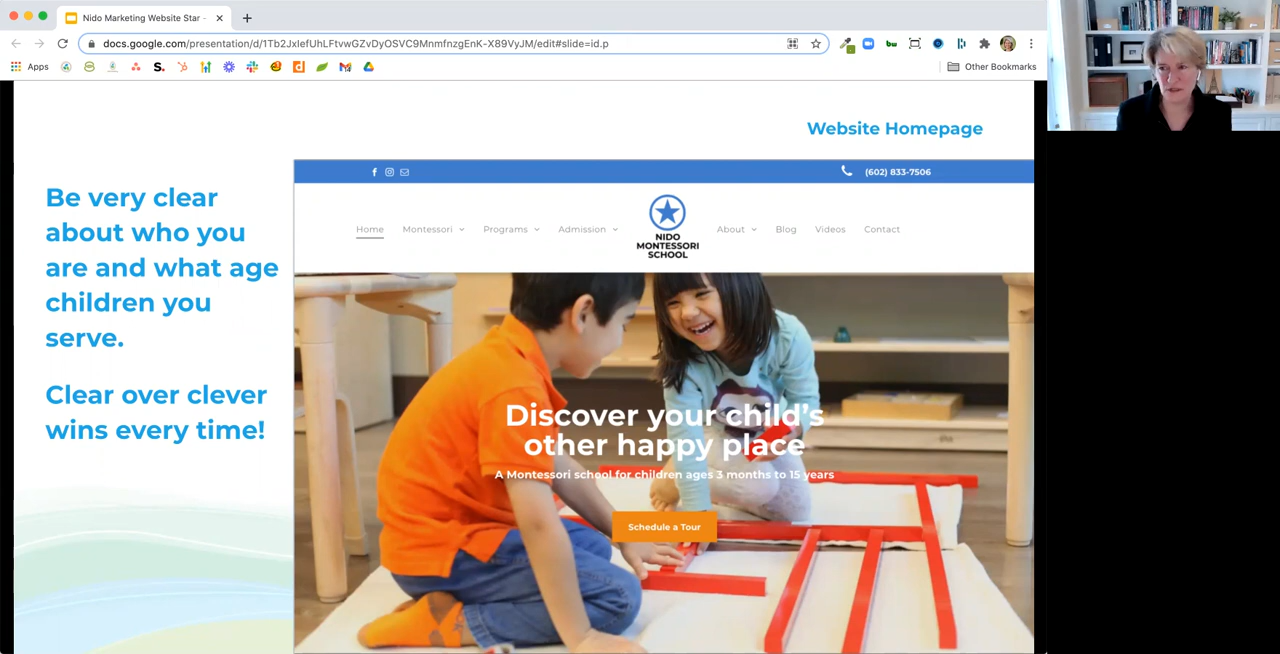 Nido Marketing Website Star -
docs.google.com/presentation/d/1Tb2JxIefUhLFtvwGZvDyOSVC9MnmfnzgEnK-X89VyJM/edit#slide=id.p
Apps
Other Bookmarks
Website Homepage
Be very clear
about who you
are and what age
children you
serve.
Clear over clever
wins every time!
(602) 833-7506
Home Montessori Programs Admission
NIDO
MONTESSORI
SCHOOL
About Blog Videos Contact
Discover your child's
other happy place
A Montessori school for children ages 3 months to 15 years
Schedule a Tour